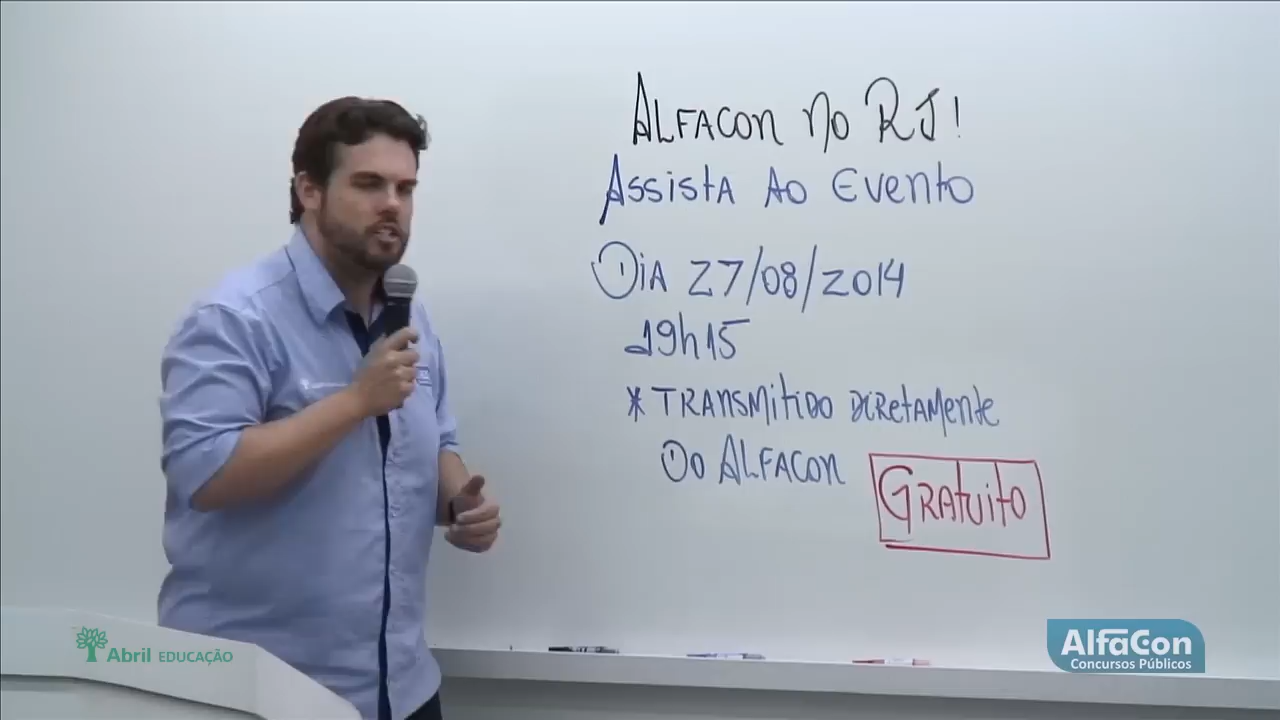 ALFACON NO RJ!
ASSISTA AO EVENTO
DIA 27/08/2014
19h15
* TRANSMITIDO DIRETAMENTE
DO ALFACON
GRATUITO
Abril EDUCAÇÃO
AlfaCon
Concursos Públicos